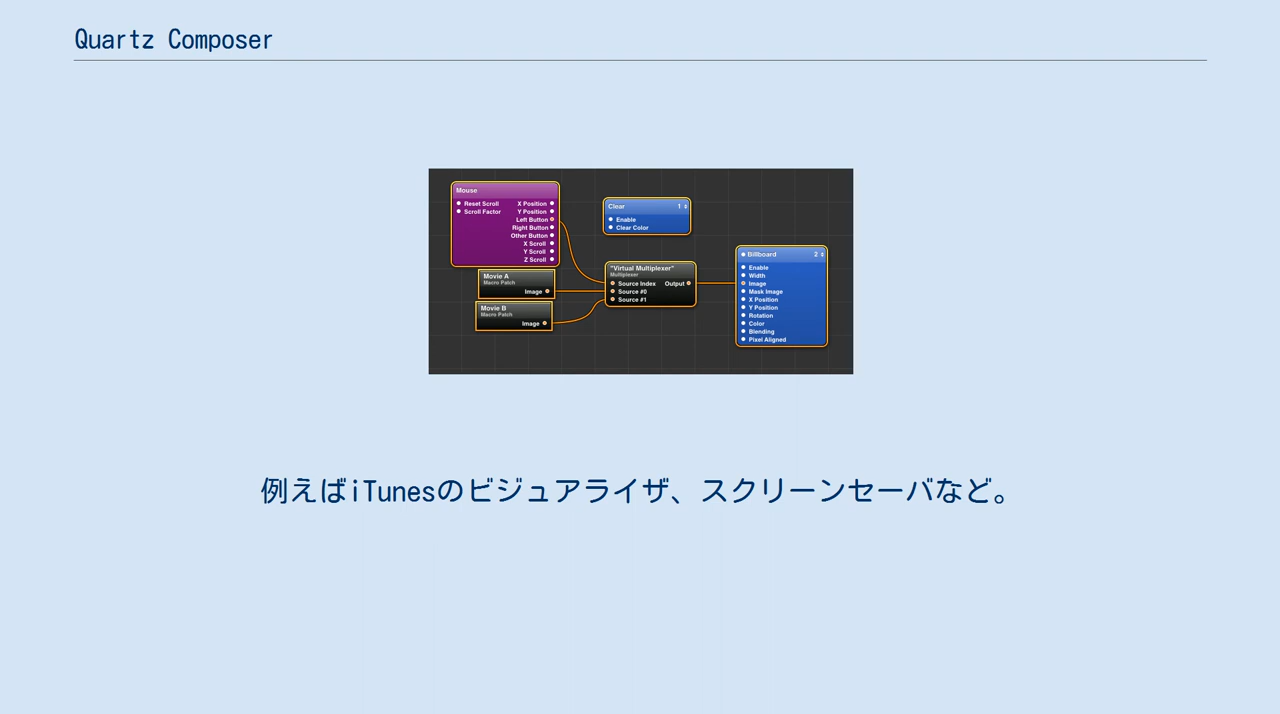 Quartz Composer
Mouse
Reset Scroll X Position
Scroll Factor Y Position
Left Button
Right Button
Other Button
X Scroll
Y Scroll
Z Scroll
Clear 1
Enable
Clear Color
Movie A
Macro Patch
Image
Movie B
Macro Patch
Image
"Virtual Multiplexer"
Multiplexer
Source Index Output
Source #0
Source #1
Billboard 2
Enable
Width
Image
Mask Image
X Position
Y Position
Rotation
Color
Blending
Pixel Aligned
例えばiTunesのビジュアライザ、スクリーンセーバなど。